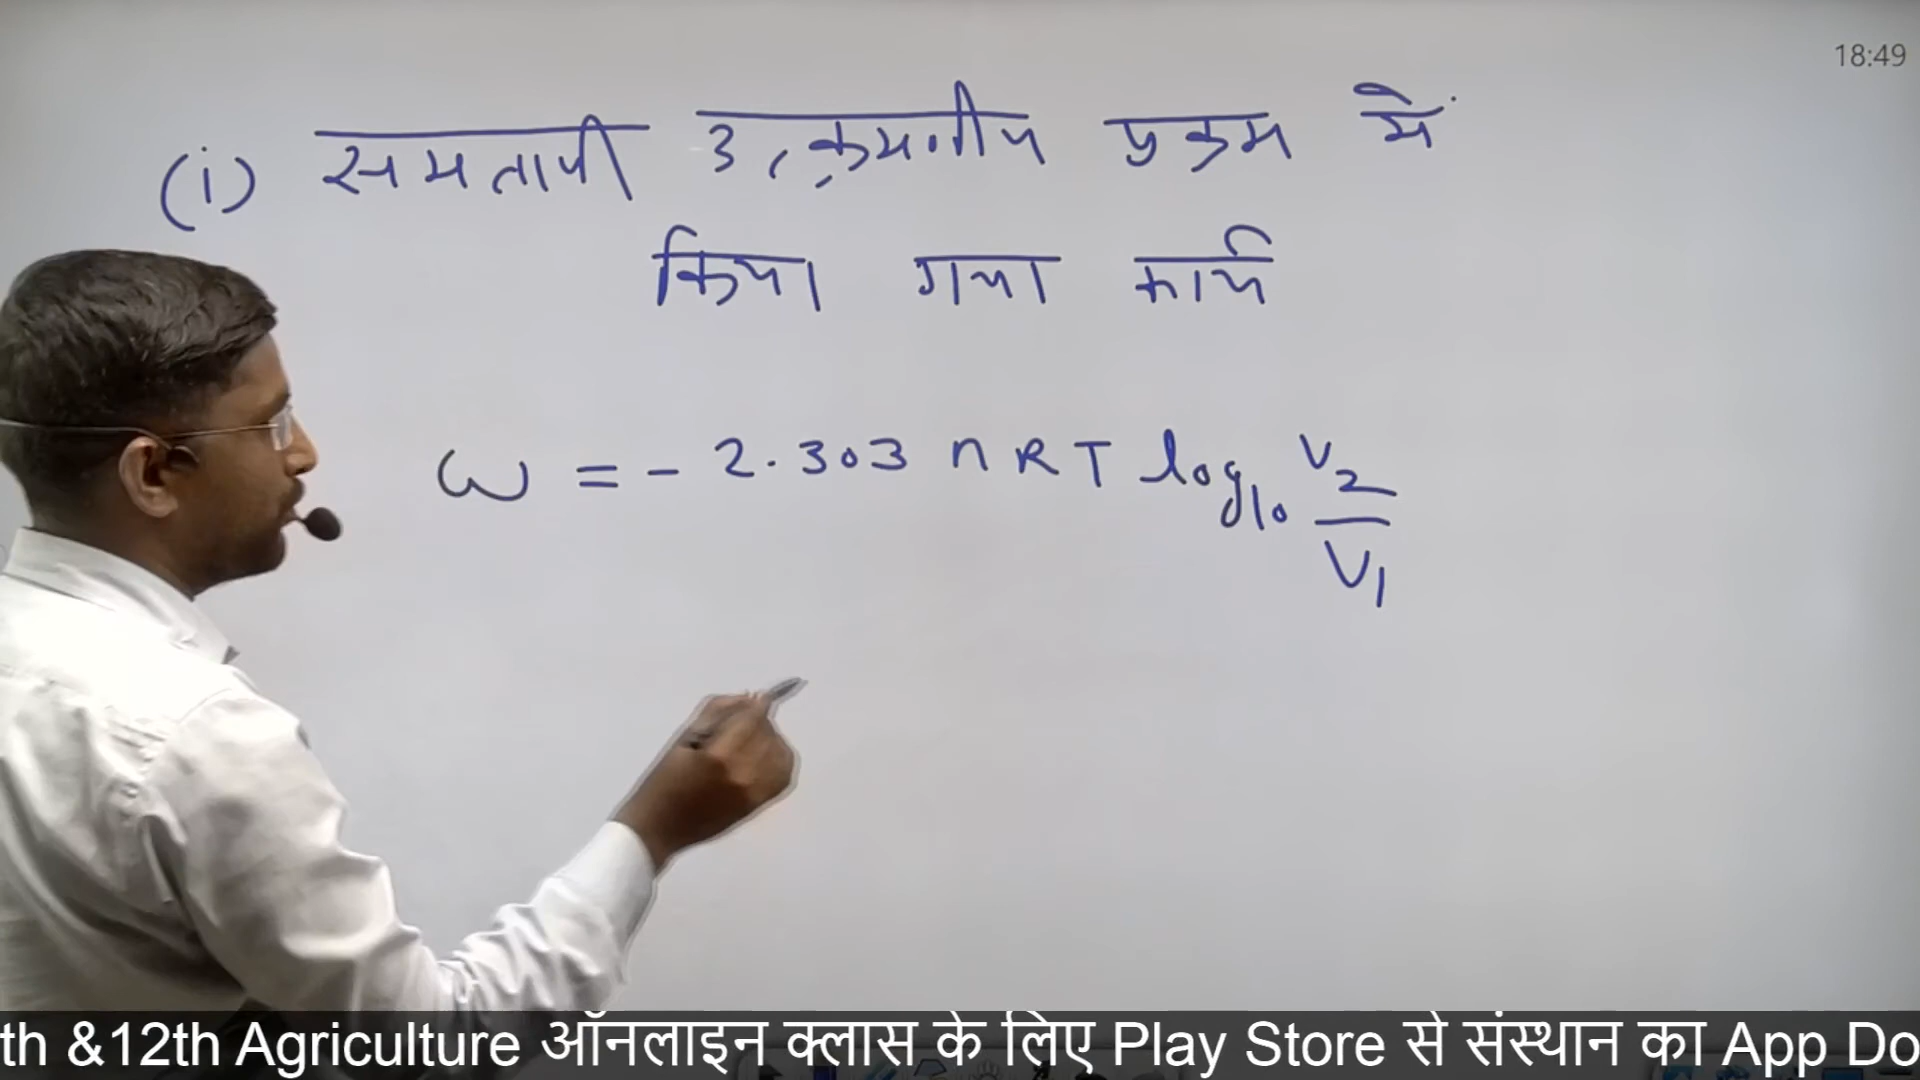 18:49
(i) समतापी उत्क्रमणीय प्रक्रम में
किया गया कार्य
W = - 2.303 n R T log₁₀ V₂/V₁
th &12th Agriculture ऑनलाइन क्लास के लिए Play Store से संस्थान का App Do